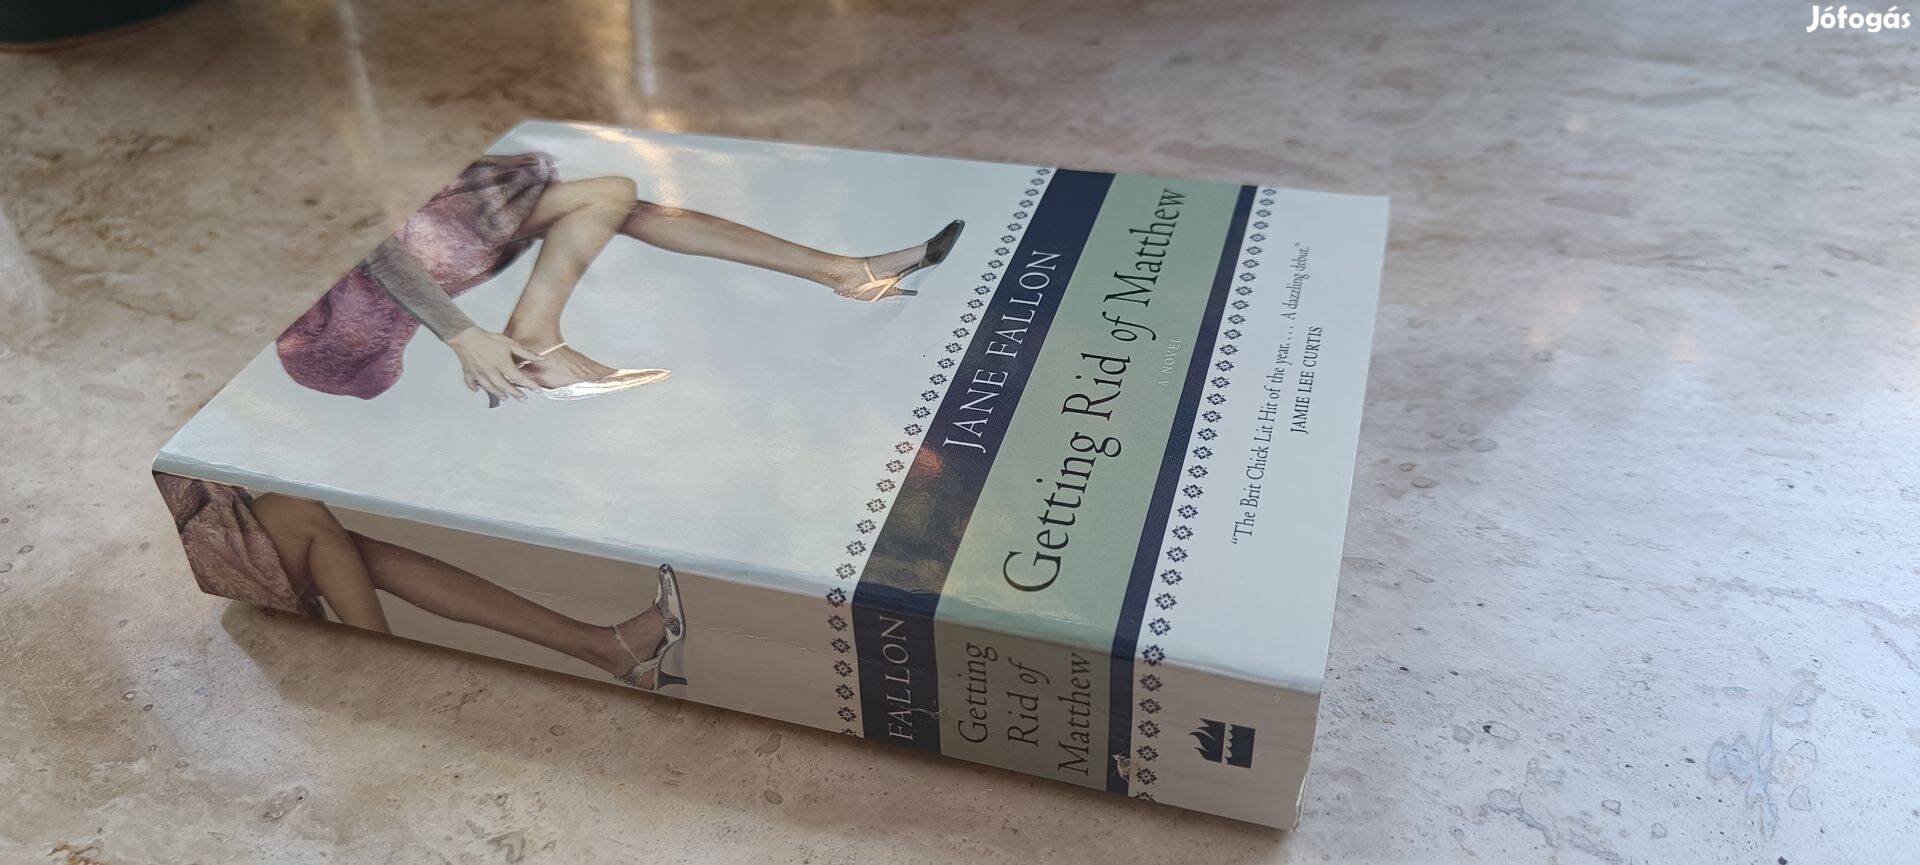 Jófogás
JANE FALLON
Getting Rid of Matthew
A NOVEL
"The Brit Chick Lit Hit of the year.... A dazzling debut."
JAMIE LEE CURTIS
FALLON
Getting
Rid of
Matthew